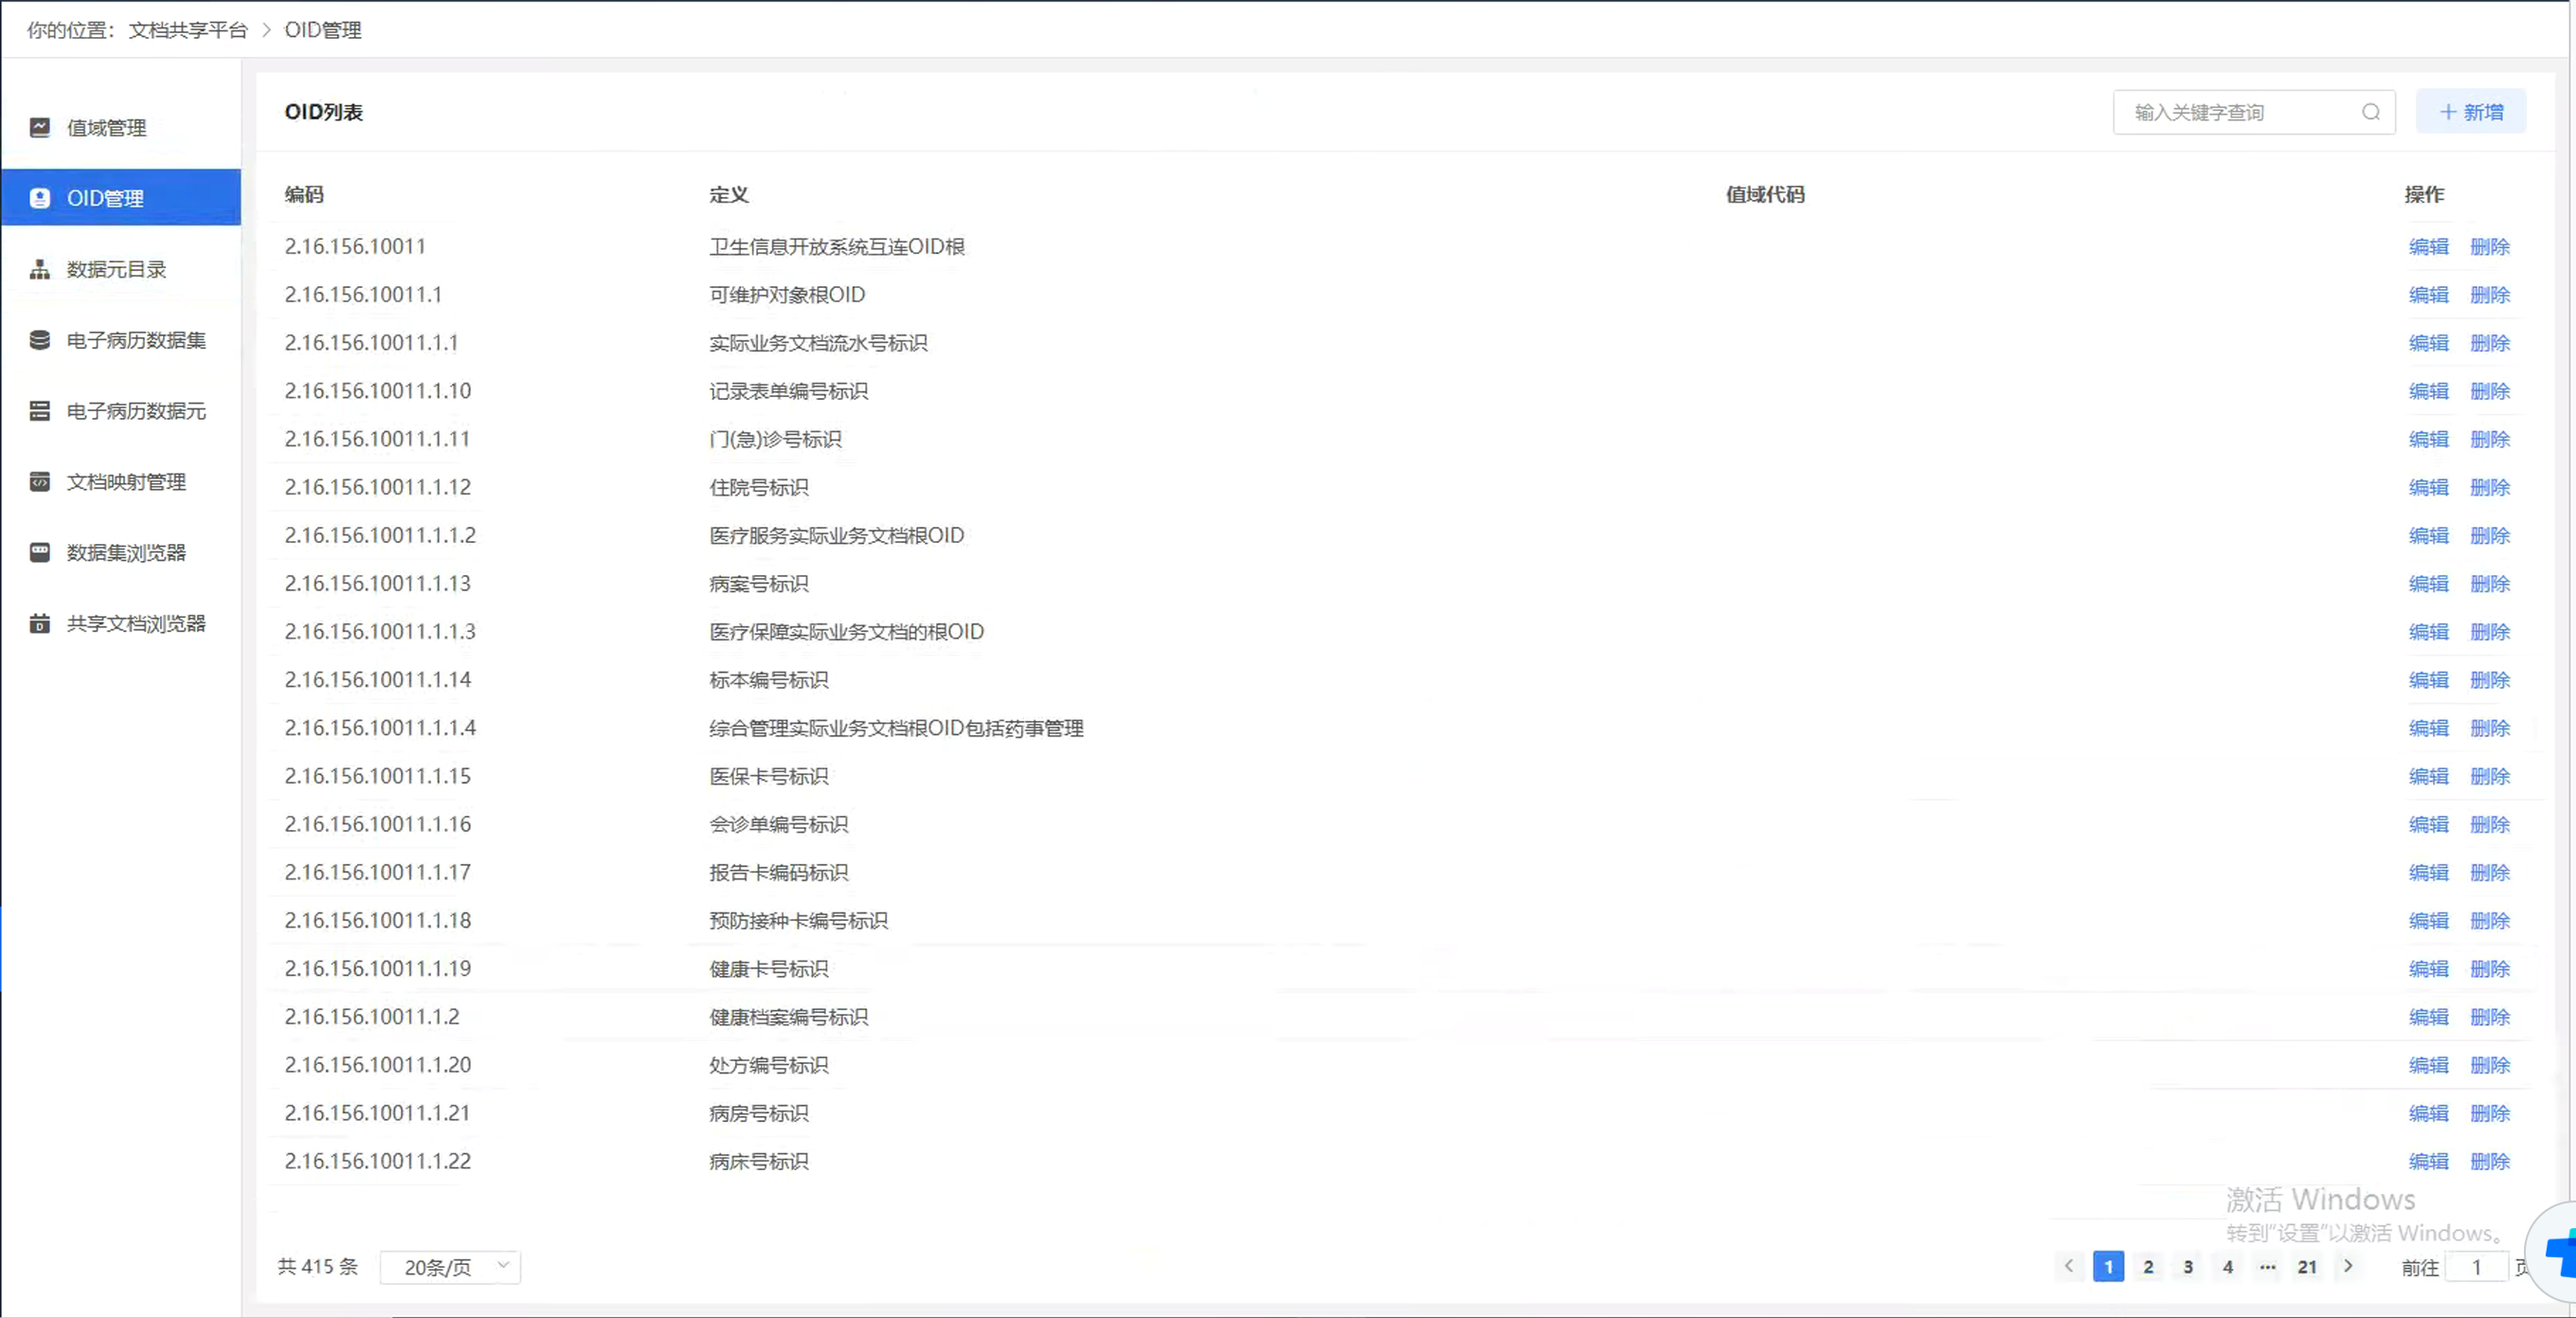 你的位置： 文档共享平台 > OID管理
值域管理
OID管理
数据元目录
电子病历数据集
电子病历数据元
文档映射管理
数据集浏览器
共享文档浏览器
OID列表 输入关键字查询 + 新增
编码 定义 值域代码 操作
2.16.156.10011 卫生信息开放系统互连OID根 编辑 删除
2.16.156.10011.1 可维护对象根OID 编辑 删除
2.16.156.10011.1.1 实际业务文档流水号标识 编辑 删除
2.16.156.10011.1.10 记录表单编号标识 编辑 删除
2.16.156.10011.1.11 门(急)诊号标识 编辑 删除
2.16.156.10011.1.12 住院号标识 编辑 删除
2.16.156.10011.1.1.2 医疗服务实际业务文档根OID 编辑 删除
2.16.156.10011.1.13 病案号标识 编辑 删除
2.16.156.10011.1.1.3 医疗保障实际业务文档的根OID 编辑 删除
2.16.156.10011.1.14 标本编号标识 编辑 删除
2.16.156.10011.1.1.4 综合管理实际业务文档根OID包括药事管理 编辑 删除
2.16.156.10011.1.15 医保卡号标识 编辑 删除
2.16.156.10011.1.16 会诊单编号标识 编辑 删除
2.16.156.10011.1.17 报告卡编码标识 编辑 删除
2.16.156.10011.1.18 预防接种卡编号标识 编辑 删除
2.16.156.10011.1.19 健康卡号标识 编辑 删除
2.16.156.10011.1.2 健康档案编号标识 编辑 删除
2.16.156.10011.1.20 处方编号标识 编辑 删除
2.16.156.10011.1.21 病房号标识 编辑 删除
2.16.156.10011.1.22 病床号标识 编辑 删除
激活 Windows
转到“设置”以激活 Windows。
共 415 条 20条/页 < 1 2 3 4 ··· 21 > 前往 1 页